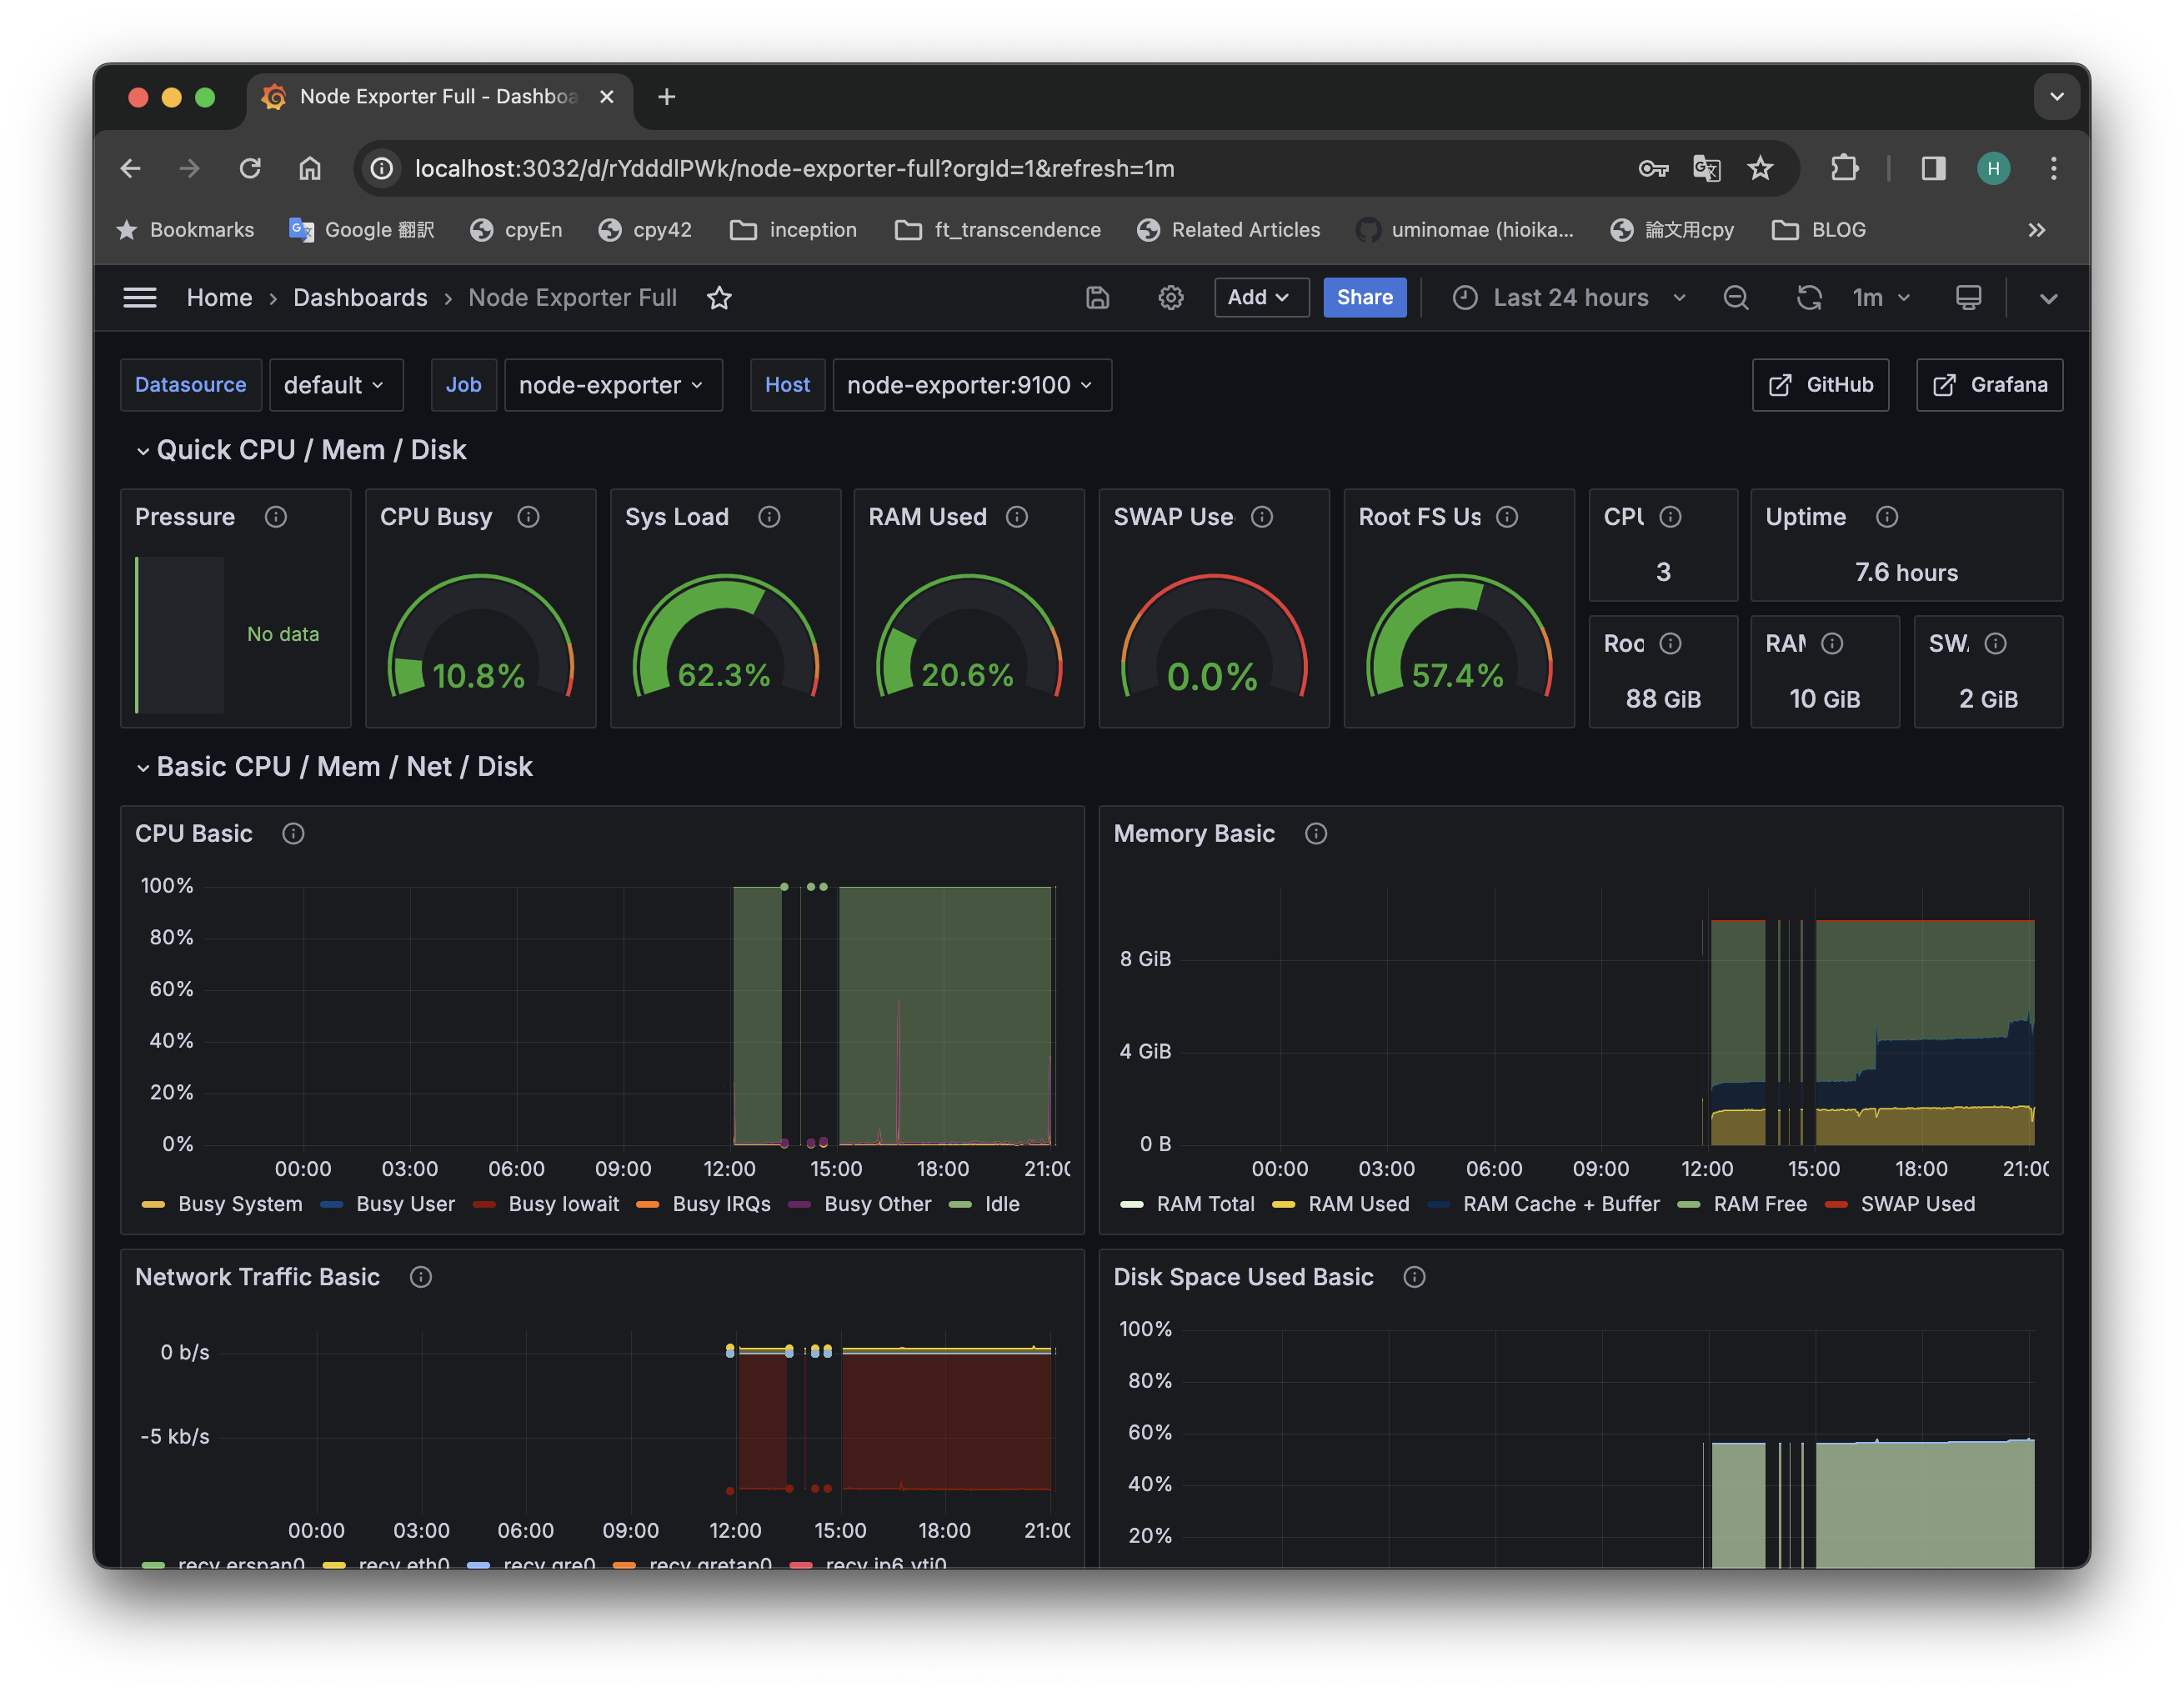 Node Exporter Full - Dashboa
localhost:3032/d/rYdddlPWk/node-exporter-full?orgId=1&refresh=1m
H
Bookmarks Google 翻訳 cpyEn cpy42 inception ft_transcendence Related Articles uminomae (hioika... 論文用cpy BLOG
Home › Dashboards › Node Exporter Full Add Share Last 24 hours 1m
Datasource default Job node-exporter Host node-exporter:9100 GitHub Grafana
Quick CPU / Mem / Disk
Pressure CPU Busy Sys Load RAM Used SWAP Use Root FS Us CPU Uptime
3 7.6 hours
No data 10.8% 62.3% 20.6% 0.0% 57.4%
Roo RAM SW
88 GiB 10 GiB 2 GiB
Basic CPU / Mem / Net / Disk
CPU Basic
100%
80%
60%
40%
20%
0%
00:00 03:00 06:00 09:00 12:00 15:00 18:00 21:00
Busy System Busy User Busy Iowait Busy IRQs Busy Other Idle
Memory Basic
8 GiB
4 GiB
0 B
00:00 03:00 06:00 09:00 12:00 15:00 18:00 21:00
RAM Total RAM Used RAM Cache + Buffer RAM Free SWAP Used
Network Traffic Basic
0 b/s
-5 kb/s
00:00 03:00 06:00 09:00 12:00 15:00 18:00 21:00
recv erspan0 recv eth0 recv gre0 recv gretap0 recv ip6_vti0
Disk Space Used Basic
100%
80%
60%
40%
20%